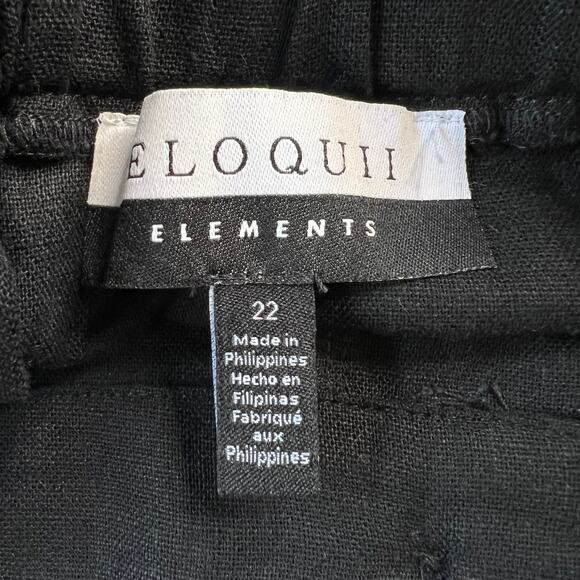 ELOQUII
ELEMENTS
22
Made in
Philippines
Hecho en
Filipinas
Fabriqué
aux
Philippines